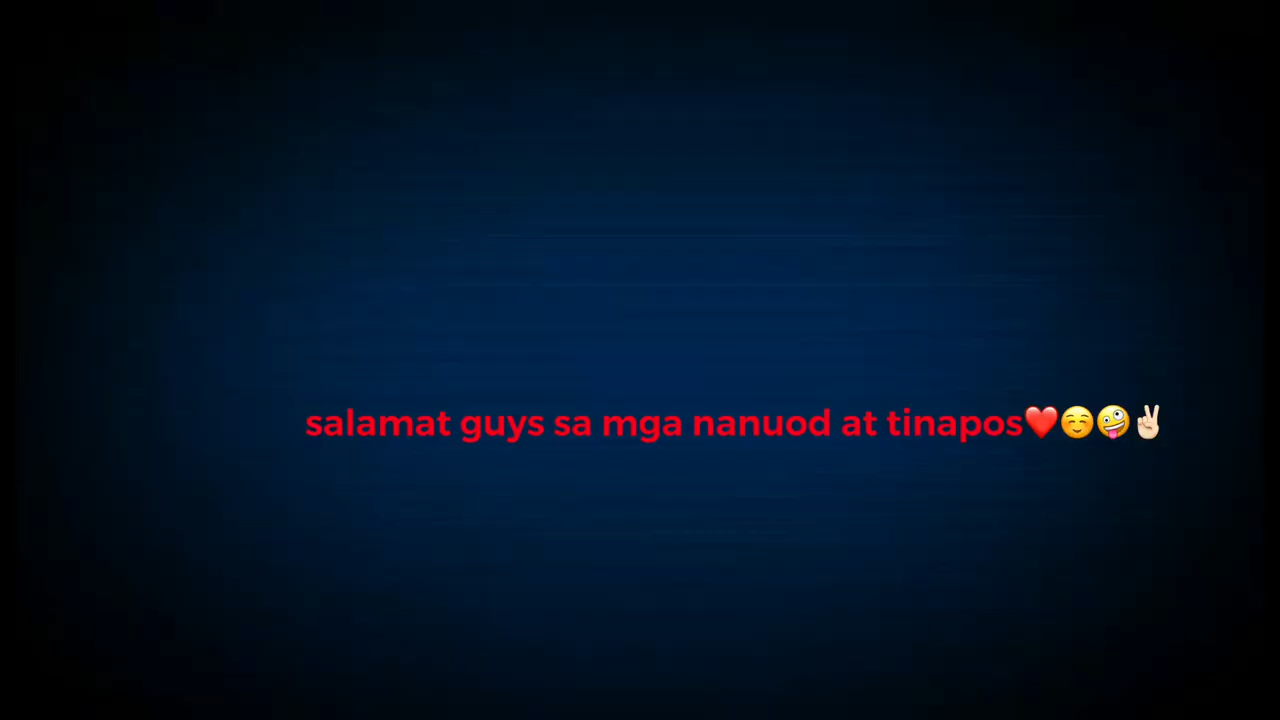 salamat guys sa mga nanuod at tinapos❤️☺️🤪✌🏻